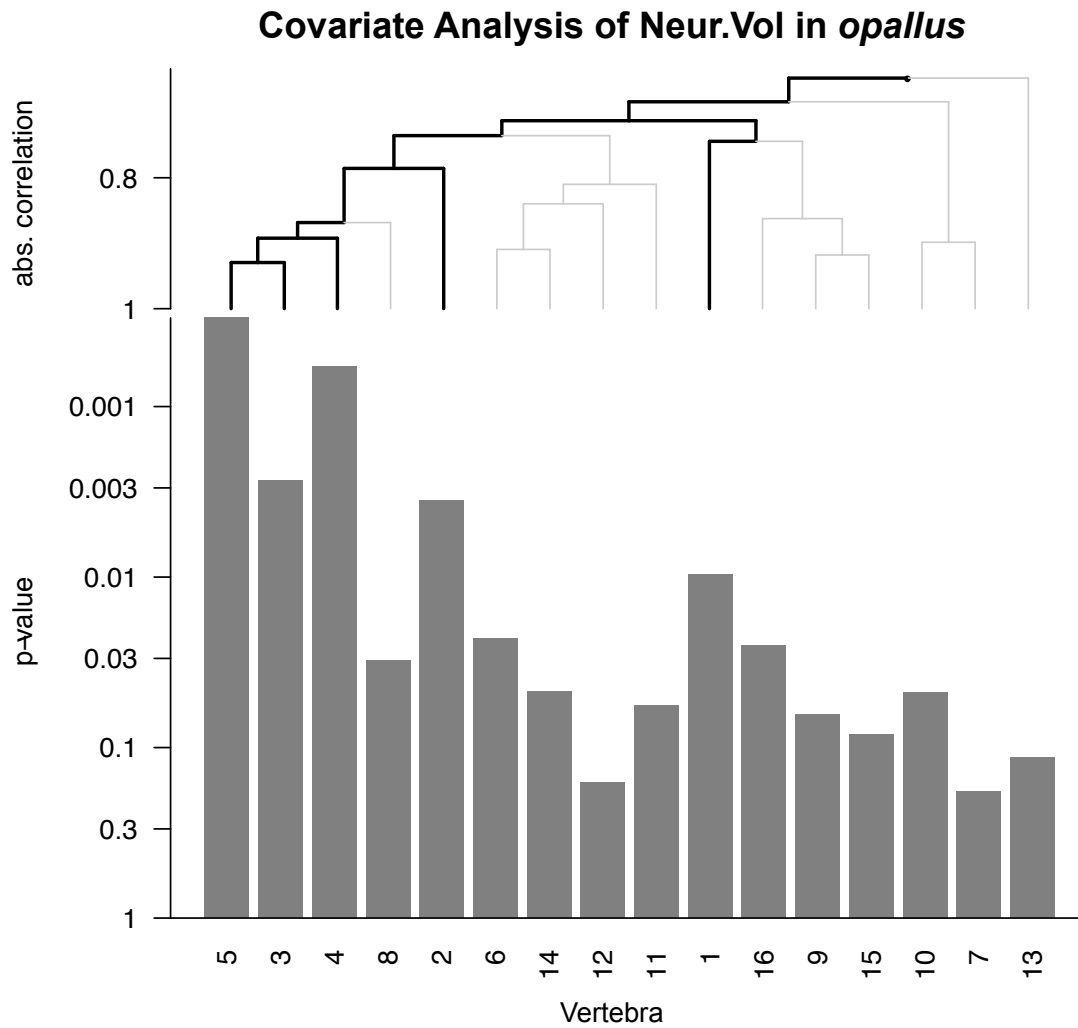 Covariate Analysis of Neur.Vol in opallus
abs. correlation
0.8
1
p-value
0.001
0.003
0.01
0.03
0.1
0.3
1
5 3 4 8 2 6 14 12 11 1 16 9 15 10 7 13
Vertebra